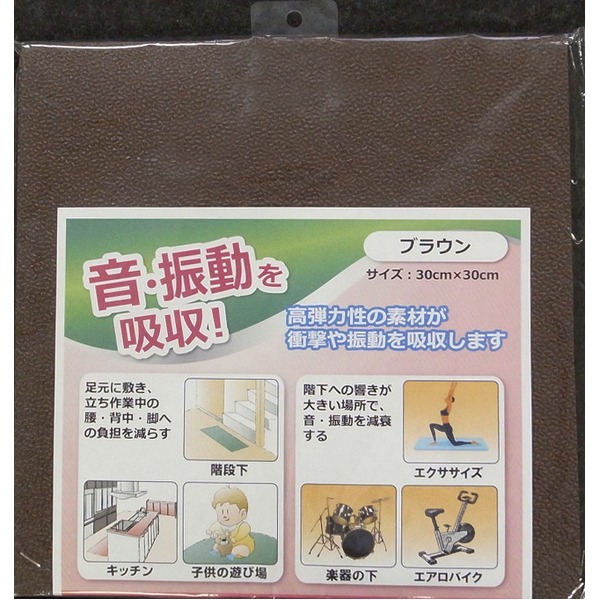 ブラウン
サイズ：30cm×30cm
音・振動を
吸収!
高弾力性の素材が
衝撃や振動を吸収します
足元に敷き、
立ち作業中の
腰・背中・脚へ
の負担を減らす
階段下
キッチン
子供の遊び場
階下への響きが
大きい場所で、
音・振動を減衰
する
エクササイズ
楽器の下
エアロバイク